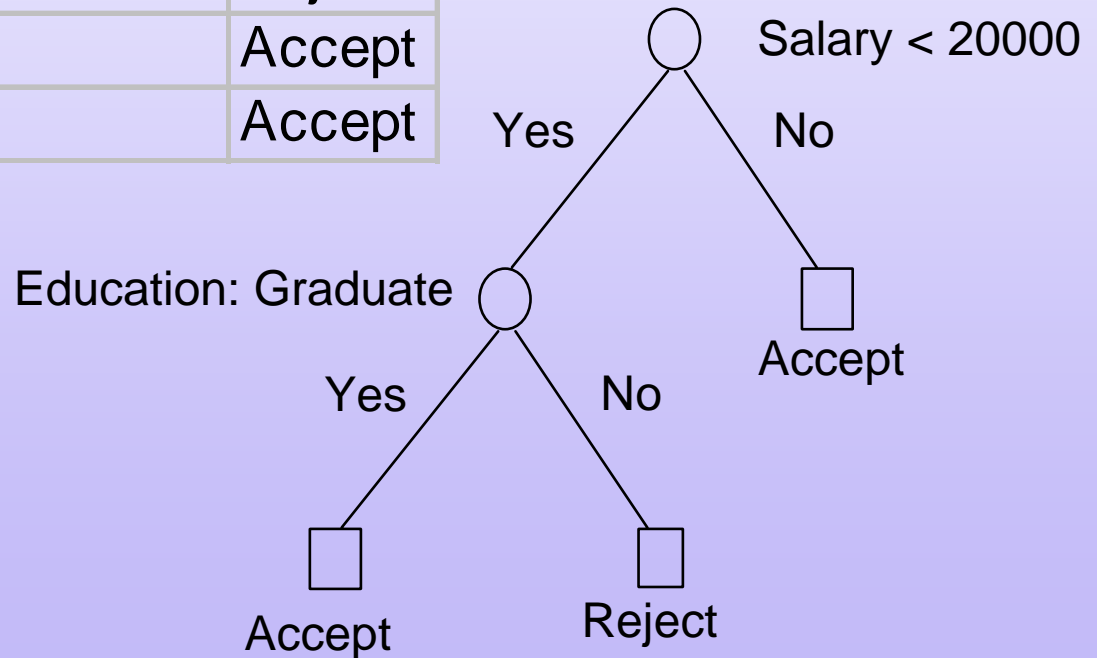 Accept
Accept
Salary < 20000
Yes
No
Education: Graduate
Accept
Yes
No
Accept
Reject